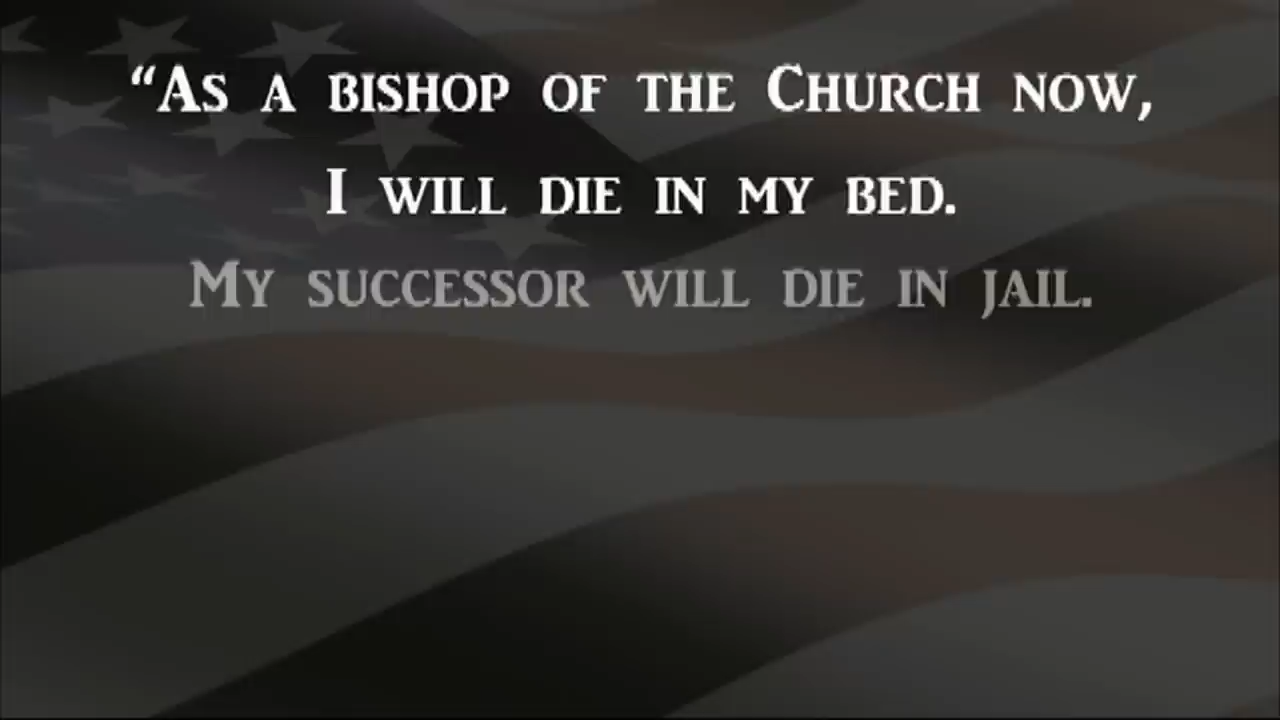 “As a bishop of the Church now,
I will die in my bed.
My successor will die in jail.